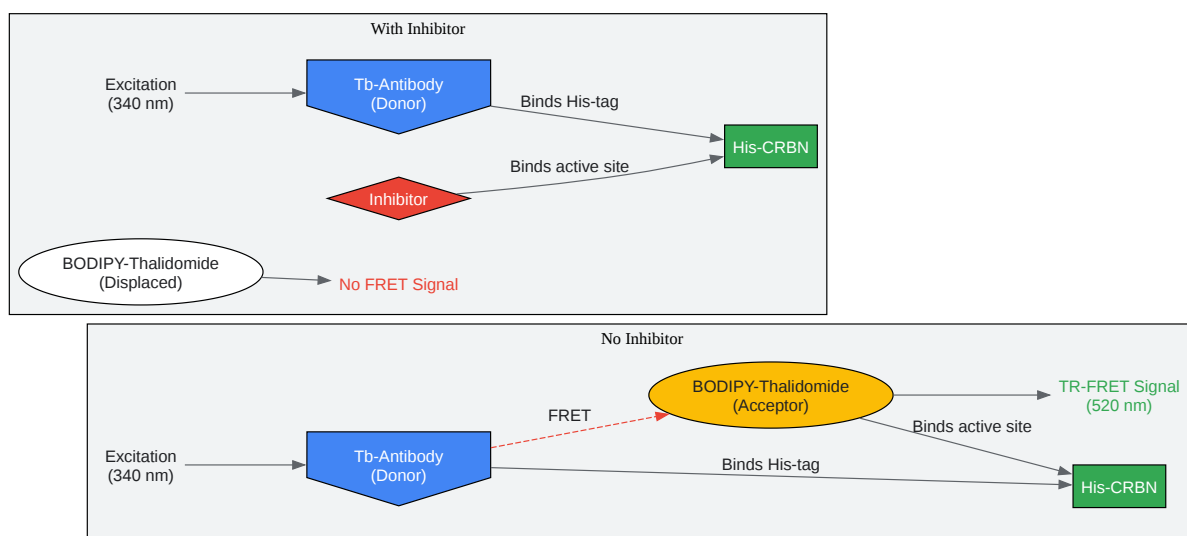 With Inhibitor
Excitation
(340 nm)
Tb-Antibody
(Donor)
Binds His-tag
His-CRBN
Binds active site
Inhibitor
BODIPY-Thalidomide
(Displaced)
No FRET Signal
No Inhibitor
BODIPY-Thalidomide
(Acceptor)
TR-FRET Signal
(520 nm)
FRET
Binds active site
Excitation
(340 nm)
Tb-Antibody
(Donor)
Binds His-tag
His-CRBN